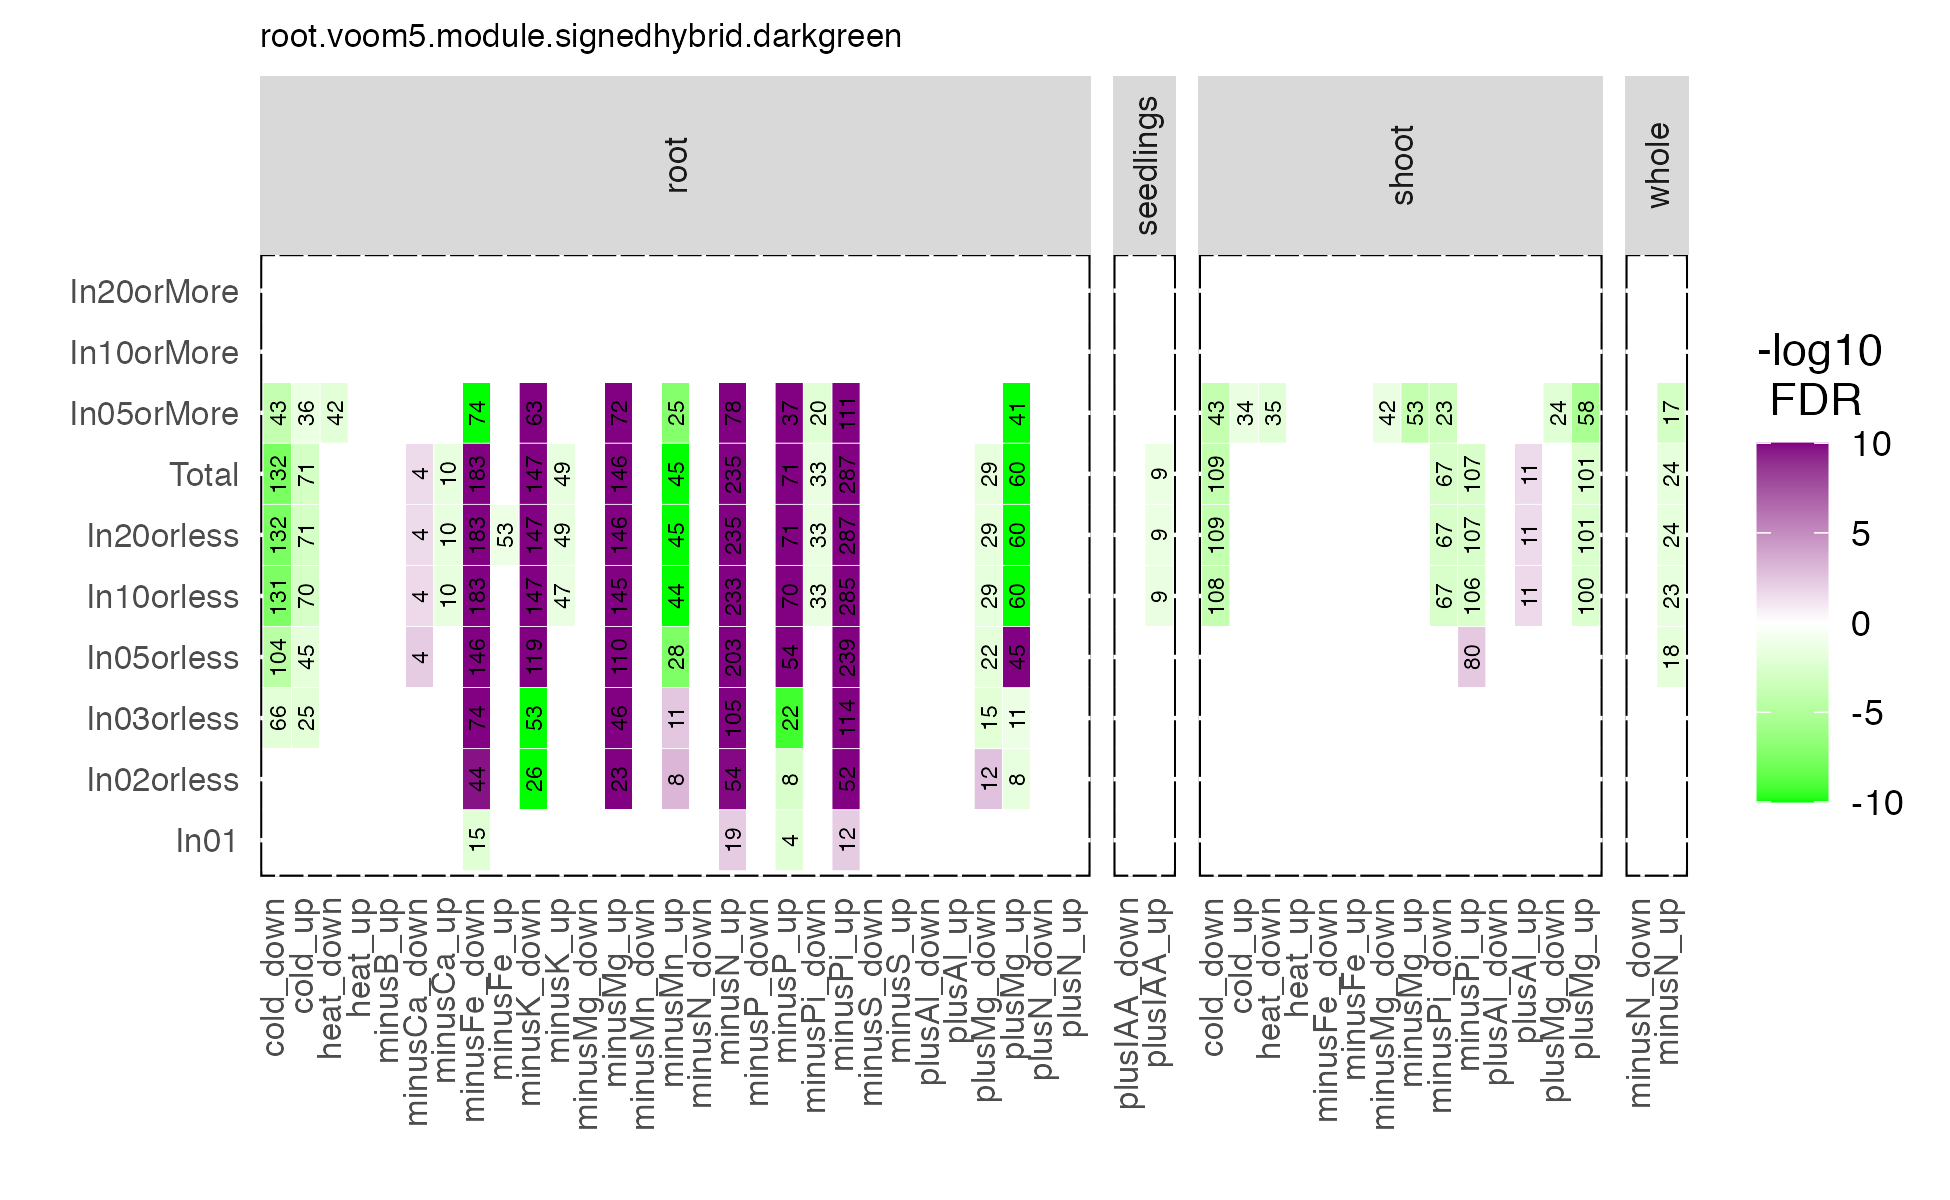 root.voom5.module.signedhybrid.darkgreen
root seedlings shoot whole
In20orMore
In10orMore
In05orMore 43 36 42 74 63 72 25 78 37 20 111 41 43 34 35 42 53 23 24 58 17
Total 132 71 4 10 183 147 49 146 45 235 71 33 287 29 60 9 109 67 107 11 101 24
In20orless 132 71 4 10 183 53 147 49 146 45 235 71 33 287 29 60 9 109 67 107 11 101 24
In10orless 131 70 4 10 183 147 47 145 44 233 70 33 285 29 60 9 108 67 106 11 100 23
In05orless 104 45 4 146 119 110 28 203 54 239 22 45 80 18
In03orless 66 25 74 53 46 11 105 22 114 15 11
In02orless 44 26 23 8 54 8 52 12 8
In01 15 19 4 12
cold_down
cold_up
heat_down
heat_up
minusB_up
minusCa_down
minusCa_up
minusFe_down
minusFe_up
minusK_down
minusK_up
minusMg_down
minusMg_up
minusMn_down
minusMn_up
minusN_down
minusN_up
minusP_down
minusP_up
minusPi_down
minusPi_up
minusS_down
minusS_up
plusAl_down
plusAl_up
plusMg_down
plusMg_up
plusN_down
plusN_up
plusIAA_down
plusIAA_up
cold_down
cold_up
heat_down
heat_up
minusFe_down
minusFe_up
minusMg_down
minusMg_up
minusPi_down
minusPi_up
plusAl_down
plusAl_up
plusMg_down
plusMg_up
minusN_down
minusN_up
-log10
FDR
10
5
0
-5
-10